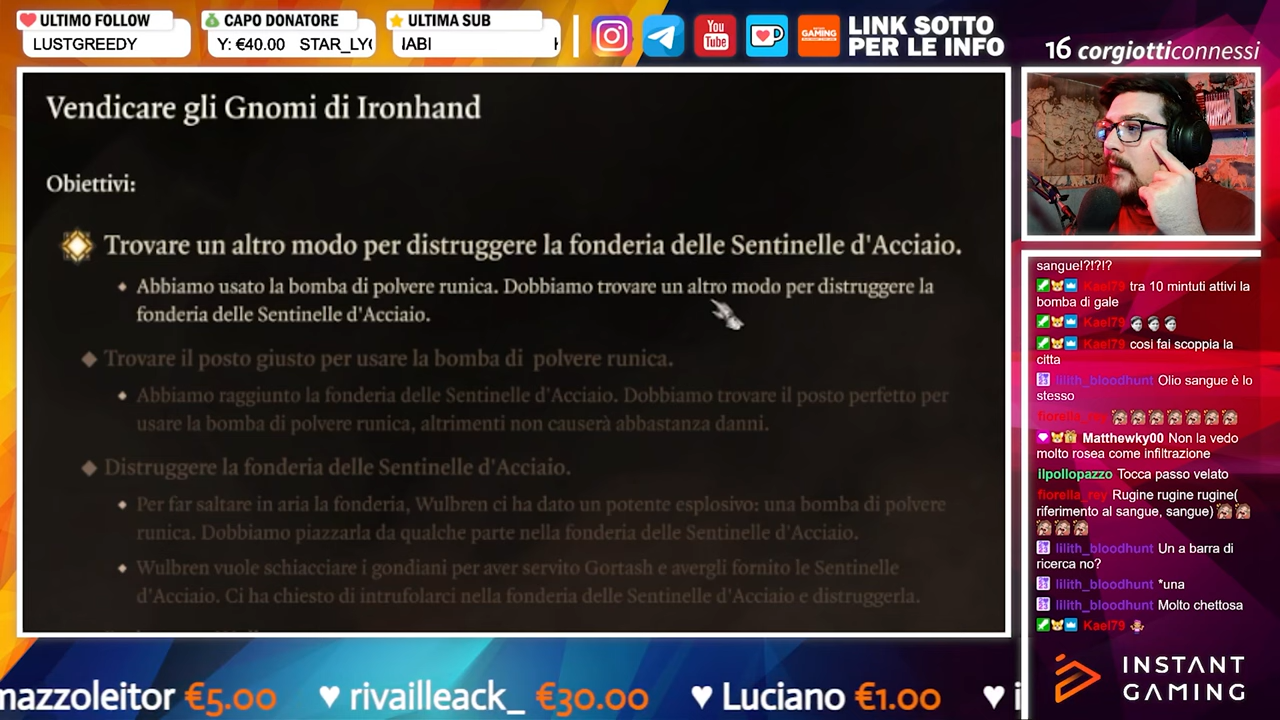 ULTIMO FOLLOW
LUSTGREEDY
CAPO DONATORE
Y: €40.00 STAR_LY
ULTIMA SUB
IABI
You
Tube
INSTANT
GAMING
LINK SOTTO
PER LE INFO
16 corgiotticonnessi
Vendicare gli Gnomi di Ironhand
Obiettivi:
Trovare un altro modo per distruggere la fonderia delle Sentinelle d'Acciaio.
Abbiamo usato la bomba di polvere runica. Dobbiamo trovare un altro modo per distruggere la
fonderia delle Sentinelle d'Acciaio.
Trovare il posto giusto per usare la bomba di polvere runica.
Abbiamo raggiunto la fonderia delle Sentinelle d'Acciaio. Dobbiamo trovare il posto perfetto per
usare la bomba di polvere runica, altrimenti non causerà abbastanza danni.
Distruggere la fonderia delle Sentinelle d'Acciaio.
Per far saltare in aria la fonderia, Wulbren ci ha dato un potente esplosivo: una bomba di polvere
runica. Dobbiamo piazzarla da qualche parte nella fonderia delle Sentinelle d'Acciaio.
Wulbren vuole schiacciare i gondiani per aver servito Gortash e avergli fornito le Sentinelle
d'Acciaio. Ci ha chiesto di intrufolarci nella fonderia delle Sentinelle d'Acciaio e distruggerla.
sangue!?!?!?
Kael79 tra 10 mintuti attivi la
bomba di gale
Kael79
Kael79 cosi fai scoppia la
citta
lilith_bloodhunt Olio sangue è lo
stesso
fiorella_rey
Matthewky00 Non la vedo
molto rosea come infiltrazione
ilpollopazzo Tocca passo velato
fiorella_rey Rugine rugine rugine(
riferimento al sangue, sangue)
lilith_bloodhunt Un a barra di
ricerca no?
lilith_bloodhunt *una
lilith_bloodhunt Molto chettosa
Kael79
INSTANT
GAMING
mazzoleitor €5.00 ♥ rivailleack_ €30.00 ♥ Luciano €1.00 ♥